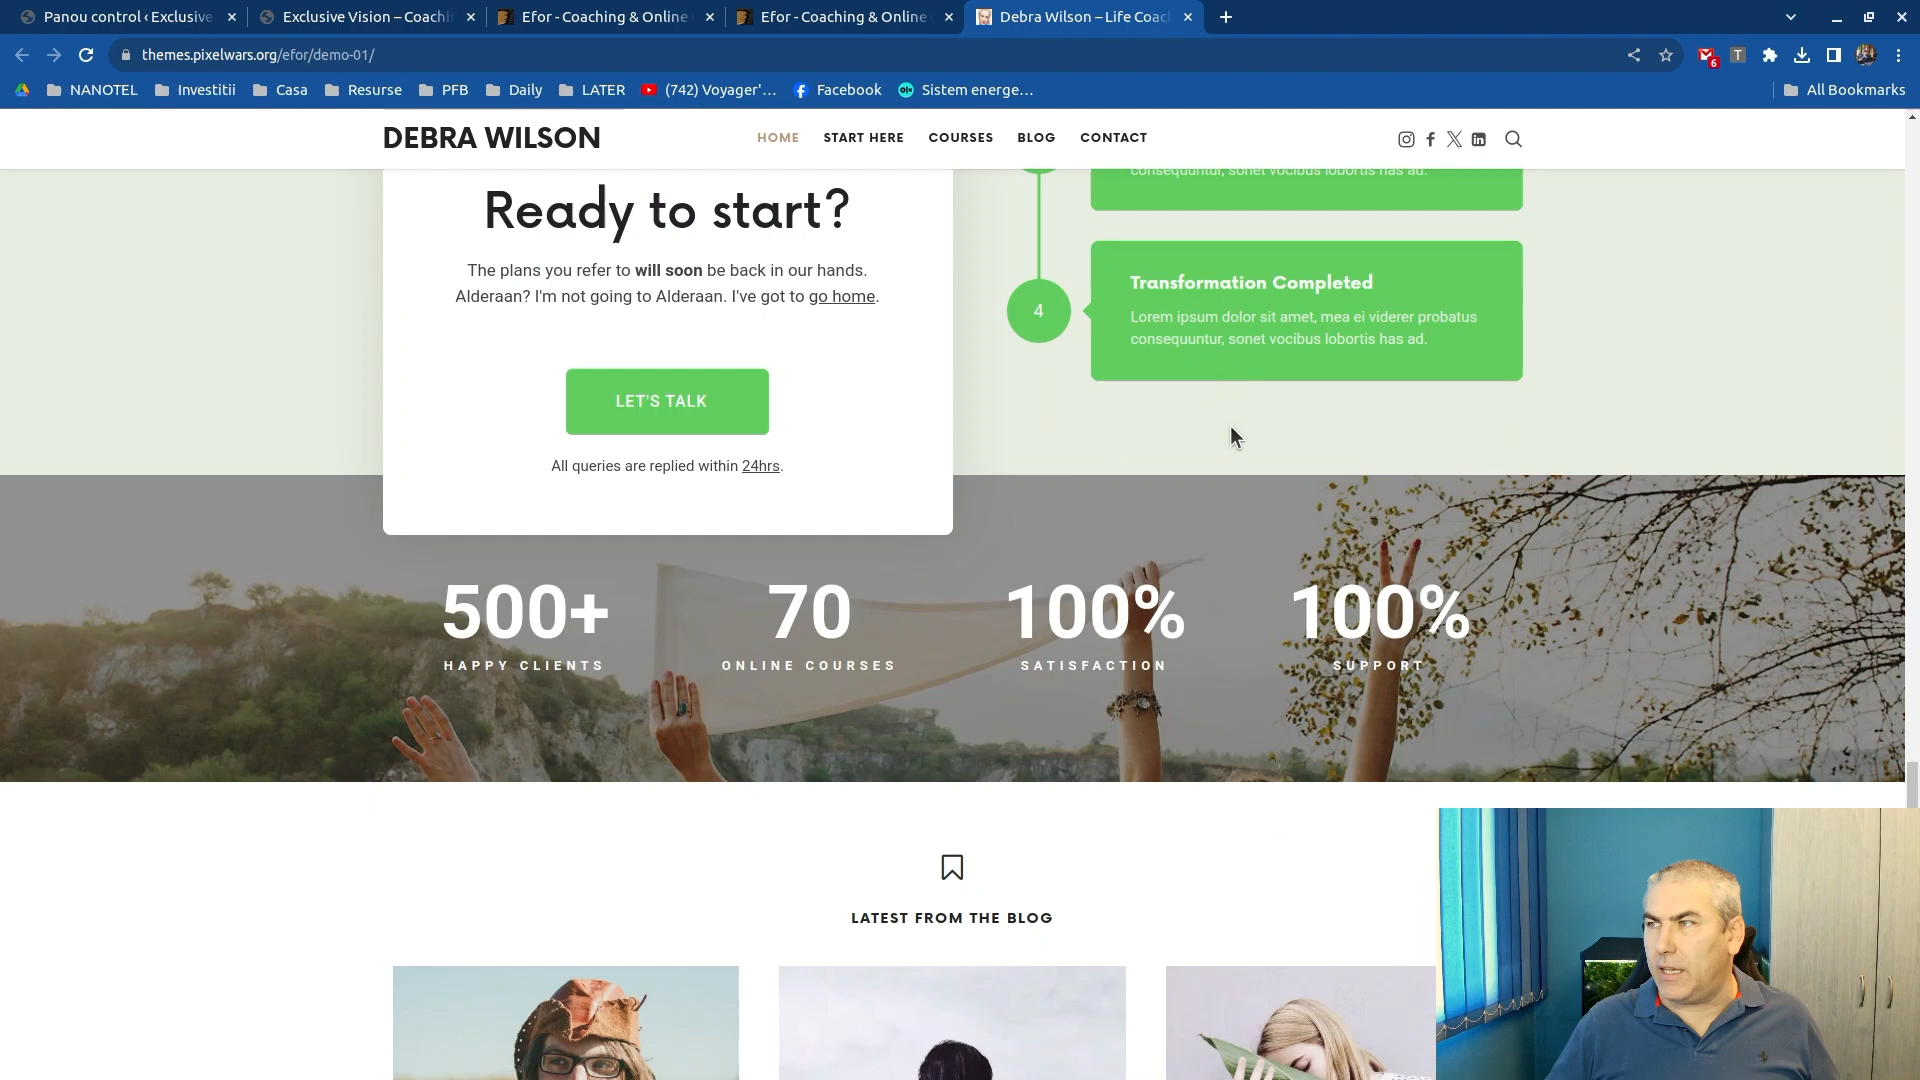 Panou control ‹ Exclusive
Exclusive Vision – Coachi
Efor - Coaching & Online
Efor - Coaching & Online
Debra Wilson – Life Coac
themes.pixelwars.org/efor/demo-01/
6
T
NANOTEL
Investitii
Casa
Resurse
PFB
Daily
LATER
(742) Voyager'...
Facebook
Sistem energe...
All Bookmarks
DEBRA WILSON
HOME
START HERE
COURSES
BLOG
CONTACT
consequuntur, sonet vocibus lobortis has ad.
Ready to start?
The plans you refer to will soon be back in our hands.
Alderaan? I'm not going to Alderaan. I've got to go home.
LET'S TALK
All queries are replied within 24hrs.
4
Transformation Completed
Lorem ipsum dolor sit amet, mea ei viderer probatus
consequuntur, sonet vocibus lobortis has ad.
500+
HAPPY CLIENTS
70
ONLINE COURSES
100%
SATISFACTION
100%
SUPPORT
LATEST FROM THE BLOG